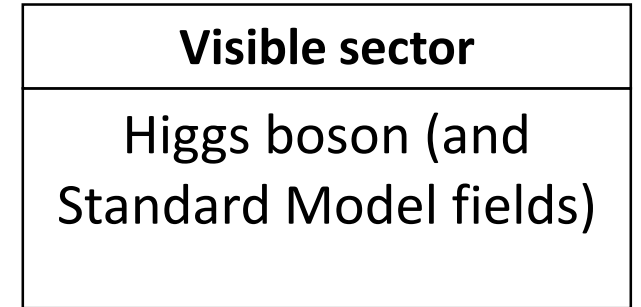 Visible sector
Higgs boson (and
Standard Model fields)